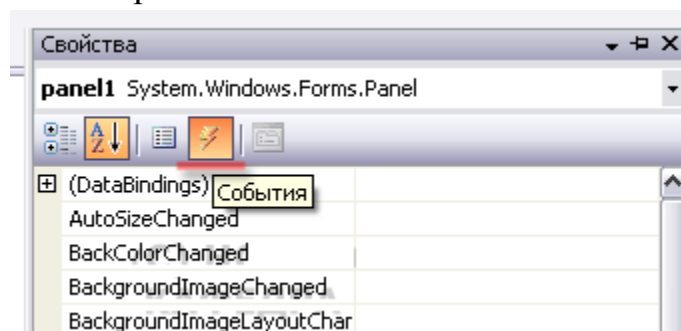 Свойства
panel1 System.Windows.Forms.Panel
(DataBindings)
События
AutoSizeChanged
BackColorChanged
BackgroundImageChanged
BackgroundImageLayoutChar